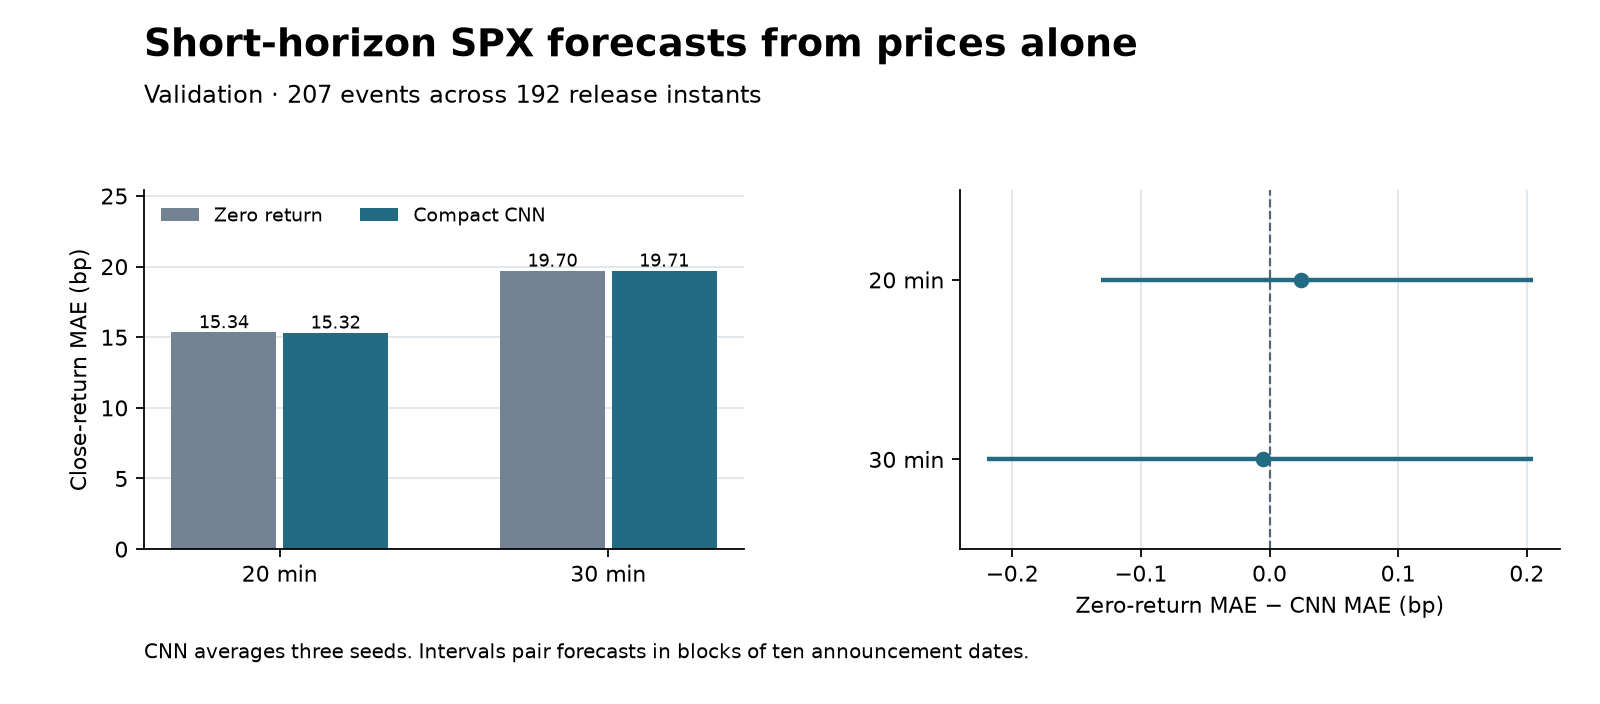 Short-horizon SPX forecasts from prices alone
Validation · 207 events across 192 release instants
Zero return
Compact CNN
Close-return MAE (bp)
25
20
15
10
5
0
15.34
15.32
19.70
19.71
20 min
30 min
20 min
30 min
−0.2
−0.1
0.0
0.1
0.2
Zero-return MAE − CNN MAE (bp)
CNN averages three seeds. Intervals pair forecasts in blocks of ten announcement dates.